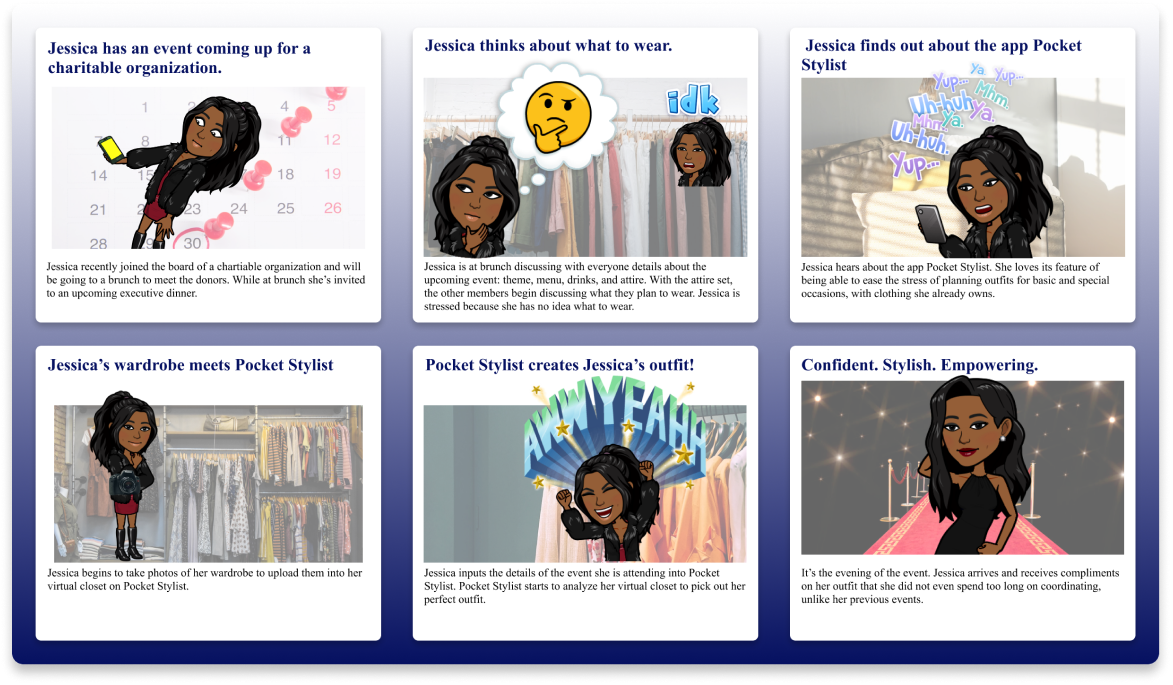 Jessica has an event coming up for a
charitable organization.
1
4
5
7
8
11
12
14
15
18
19
21
22
23
24
25
26
28
29
30
Jessica recently joined the board of a chartiable organization and will
be going to a brunch to meet the donors. While at brunch she's invited
to an upcoming executive dinner.
Jessica thinks about what to wear.
idk
Jessica is at brunch discussing with everyone details about the
upcoming event: theme, menu, drinks, and attire. With the attire set,
the other members begin discussing what they plan to wear. Jessica is
stressed because she has no idea what to wear.
Jessica finds out about the app Pocket
Stylist
Ya
Yup...
Yup...
Mhm.
Uh-huh
Ya.
Mhm.
Ya.
Uh-huh.
Yup...
Jessica hears about the app Pocket Stylist. She loves its feature of
being able to ease the stress of planning outfits for basic and special
occasions, with clothing she already owns.
Jessica's wardrobe meets Pocket Stylist
Jessica begins to take photos of her wardrobe to upload them into her
virtual closet on Pocket Stylist.
Pocket Stylist creates Jessica's outfit!
AWW YEAHH
Jessica inputs the details of the event she is attending into Pocket
Stylist. Pocket Stylist starts to analyze her virtual closet to pick out her
perfect outfit.
Confident. Stylish. Empowering.
It's the evening of the event. Jessica arrives and receives compliments
on her outfit that she did not even spend too long on coordinating,
unlike her previous events.